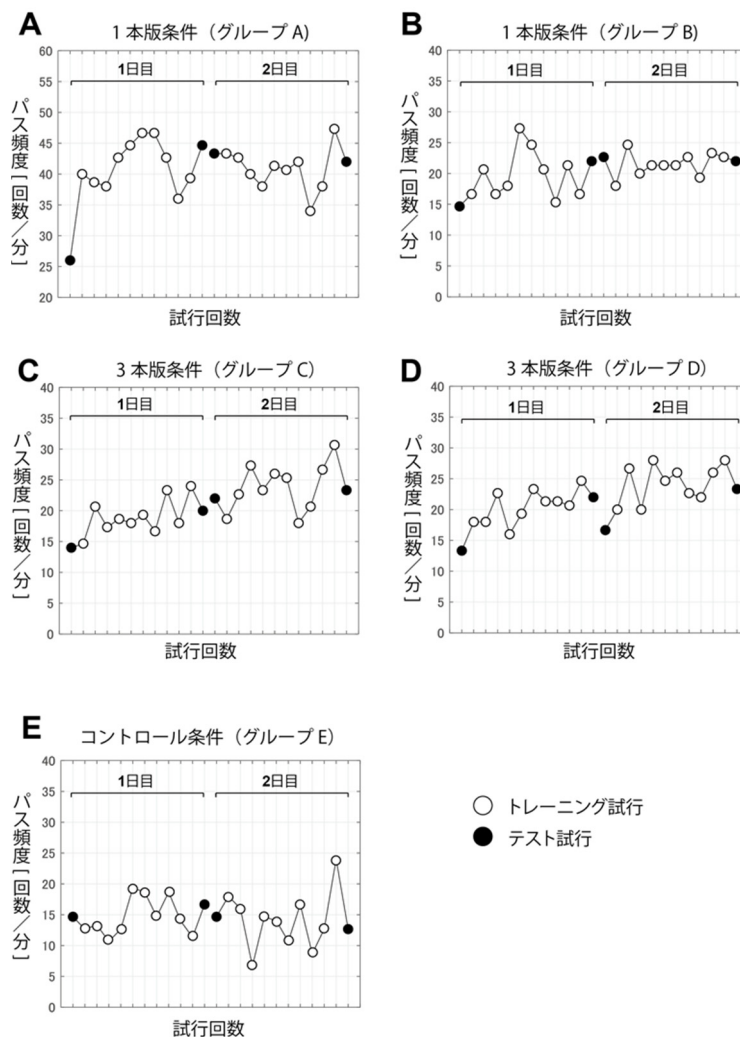 A
1 本版条件（グループ A）
1日目
2日目
パス頻度［回数／分］
60
55
50
45
40
35
30
25
20
試行回数
B
1 本版条件（グループ B）
1日目
2日目
パス頻度［回数／分］
40
35
30
25
20
15
10
5
0
試行回数
C
3 本版条件（グループ C）
1日目
2日目
パス頻度［回数／分］
40
35
30
25
20
15
10
5
0
試行回数
D
3 本版条件（グループ D）
1日目
2日目
パス頻度［回数／分］
40
35
30
25
20
15
10
5
0
試行回数
E
コントロール条件（グループ E）
1日目
2日目
パス頻度［回数／分］
40
35
30
25
20
15
10
5
0
試行回数
トレーニング試行
テスト試行